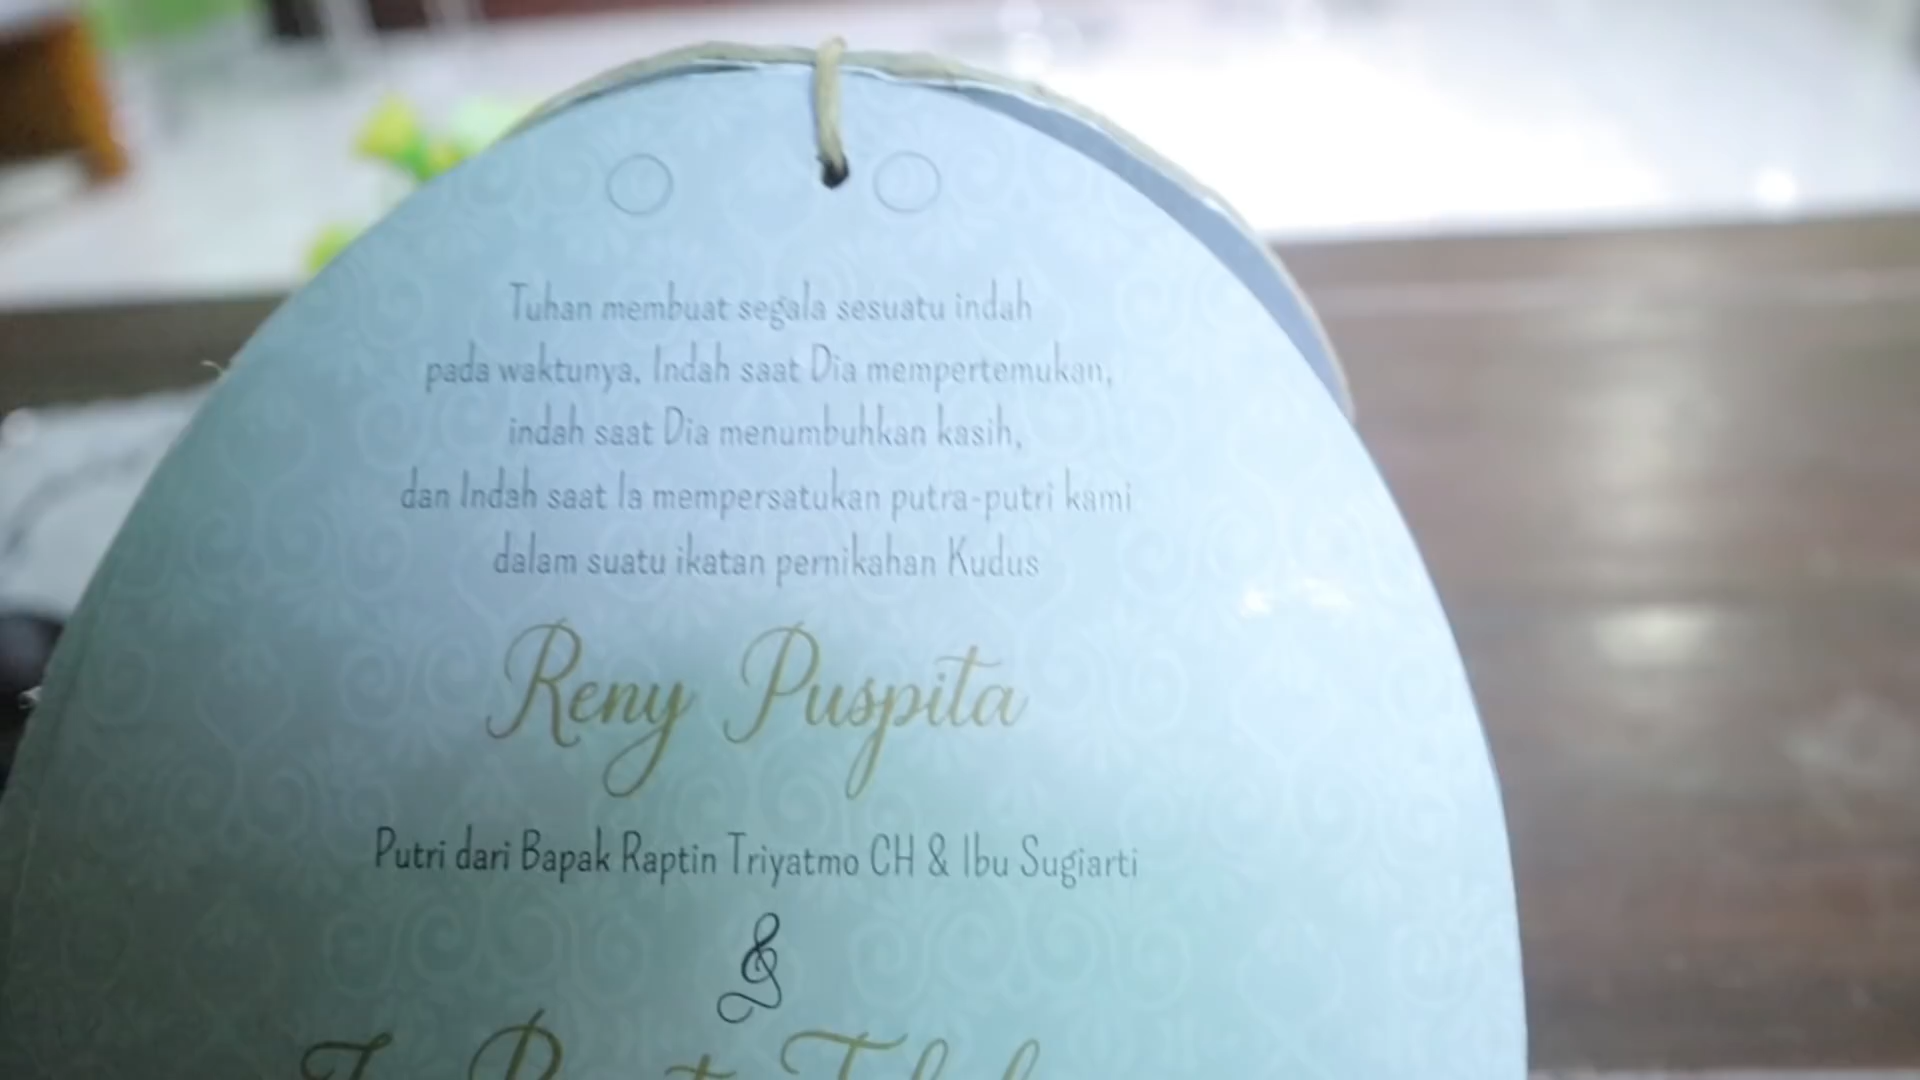 Tuhan membuat segala sesuatu indah
pada waktunya, Indah saat Dia mempertemukan,
indah saat Dia menumbuhkan kasih,
dan Indah saat Ia mempersatukan putra-putri kami
dalam suatu ikatan pernikahan Kudus
Reny Puspita
Putri dari Bapak Raptin Triyatmo CH & Ibu Sugiarti
&